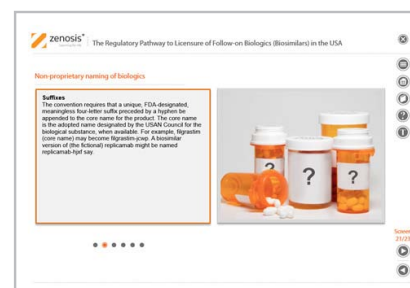 zenosis®
The Regulatory Pathway to Licensure of Follow-on Biologics (Biosimilars) in the USA
Non-proprietary naming of biologics
Suffixes
The convention requires that a unique, FDA-designated,
meaningless four-letter suffix preceded by a hyphen be
appended to the core name for the product. The core name
is the adopted name designated by the USAN Council for the
biological substance, when available. For example, filgrastim
(core name) may become filgrastim-jcwp. A biosimilar
version of (the fictional) replicamab might be named
replicamab-hjxf say.
? ? ?
Screen
21/23